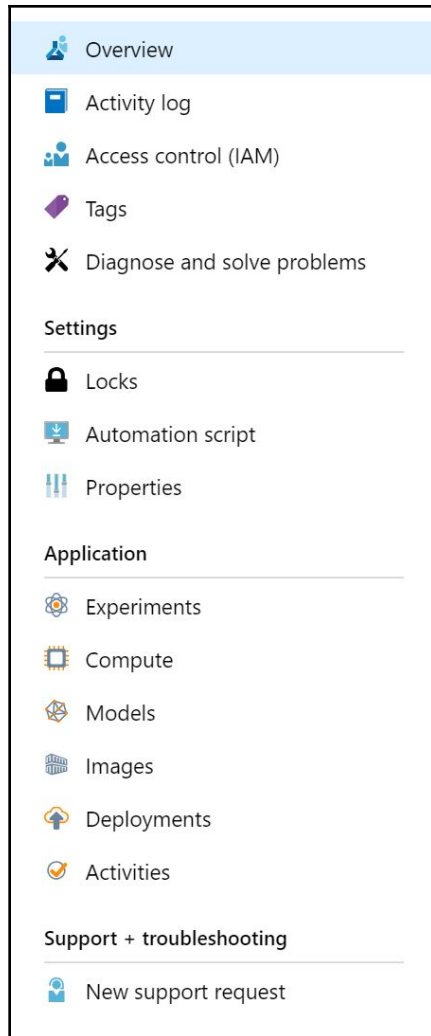 Overview
Activity log
Access control (IAM)
Tags
Diagnose and solve problems
Settings
Locks
Automation script
Properties
Application
Experiments
Compute
Models
Images
Deployments
Activities
Support + troubleshooting
New support request